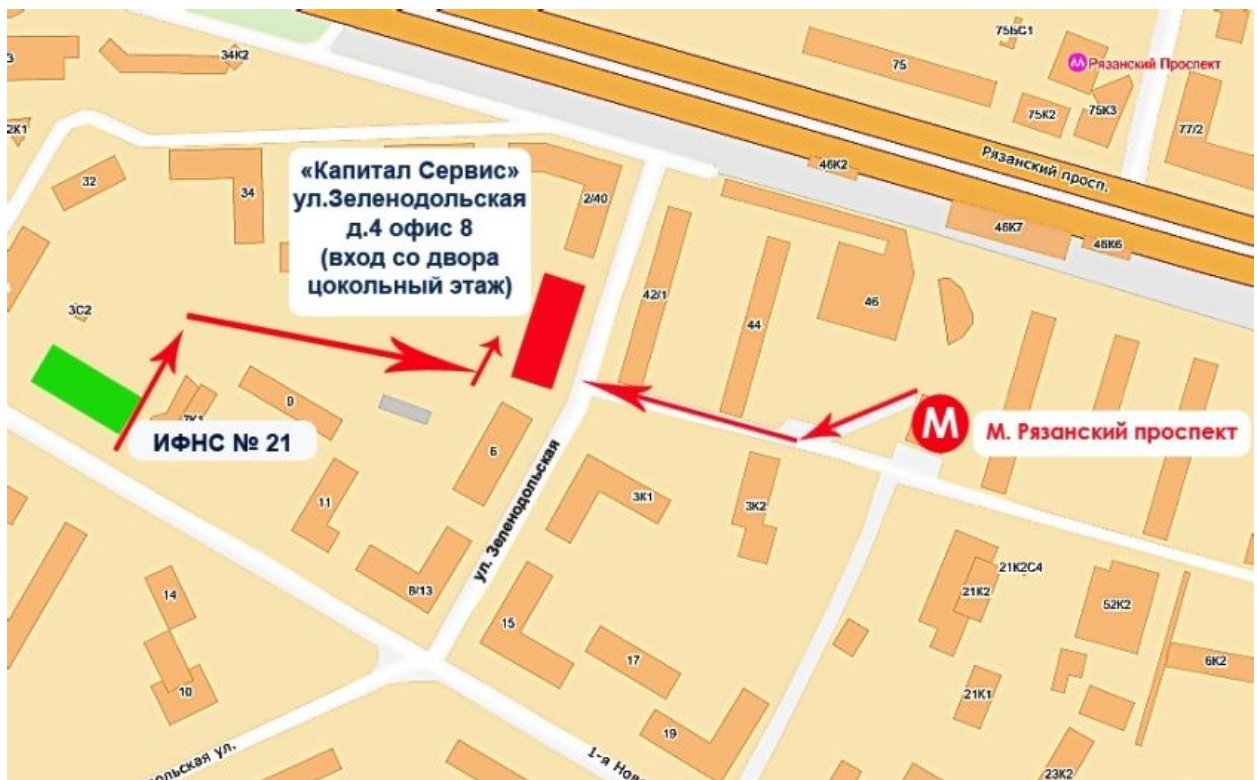 34К2
75БС1
75
Рязанский Проспект
75К2
75К3
77/2
2К1
32
34
«Капитал Сервис»
ул.Зеленодольская
д.4 офис 8
(вход со двора
цокольный этаж)
2/40
46К2
Рязанский просп.
46К7
46К6
42/1
44
46
3С2
9
7К1
ИФНС № 21
М
М. Рязанский проспект
6
11
8/13
ул. Зеленодольская
3К1
3К2
21К2С4
21К2
52К2
14
15
17
10
19
21К1
6К2
23К2
1-я Ново
ольская ул.